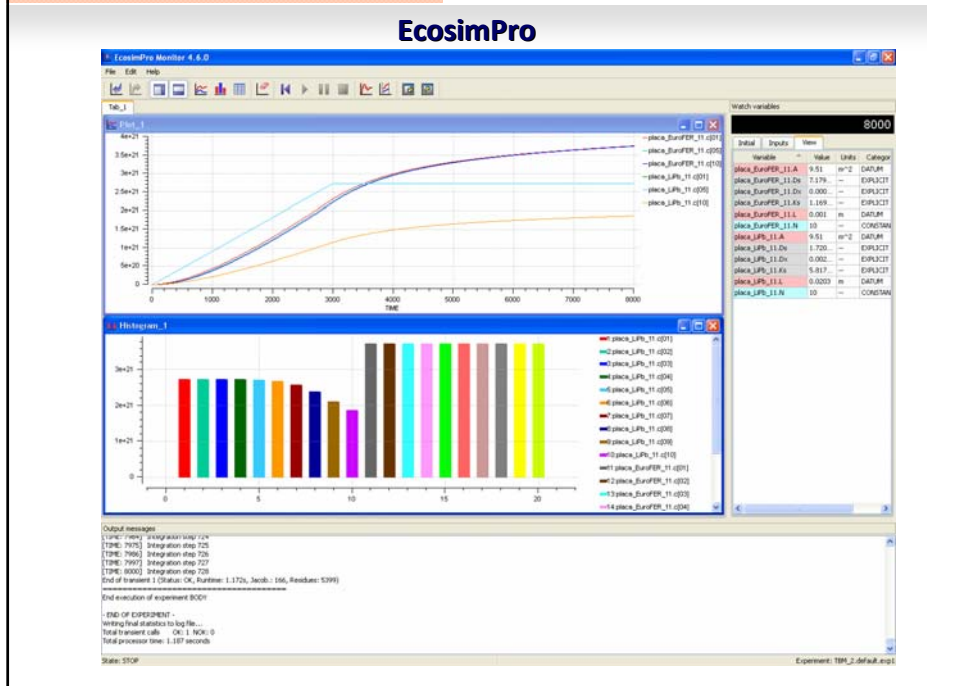 EcosimPro
EcosimPro Monitor 4.6.0
File Edit Help
Tab_1
Plot_1
4e+21
3.5e+21
3e+21
2.5e+21
2e+21
1.5e+21
1e+21
5e+20
0
0 1000 2000 3000 4000 5000 6000 7000 8000
TIME
placa_EuroFER_11.c[01]
placa_EuroFER_11.c[05]
placa_EuroFER_11.c[10]
placa_LiPb_11.c[01]
placa_LiPb_11.c[05]
placa_LiPb_11.c[10]
Histogram_1
3e+21
2e+21
1e+21
0
0 5 10 15 20
1:placa_LiPb_11.c[01]
2:placa_LiPb_11.c[02]
3:placa_LiPb_11.c[03]
4:placa_LiPb_11.c[04]
5:placa_LiPb_11.c[05]
6:placa_LiPb_11.c[06]
7:placa_LiPb_11.c[07]
8:placa_LiPb_11.c[08]
9:placa_LiPb_11.c[09]
10:placa_LiPb_11.c[10]
11:placa_EuroFER_11.c[01]
12:placa_EuroFER_11.c[02]
13:placa_EuroFER_11.c[03]
14:placa_EuroFER_11.c[04]
Watch variables
8000
Initial Inputs View
Variable Value Units Categor
placa_EuroFER_11.A 9.51 m^2 DATUM
placa_EuroFER_11.Ds 7.179... -- EXPLICIT
placa_EuroFER_11.Dv 0.000... -- EXPLICIT
placa_EuroFER_11.Ks 1.169... -- EXPLICIT
placa_EuroFER_11.L 0.001 m DATUM
placa_EuroFER_11.N 10 -- CONSTAN
placa_LiPb_11.A 9.51 m^2 DATUM
placa_LiPb_11.Ds 1.720... -- EXPLICIT
placa_LiPb_11.Dv 0.002... -- EXPLICIT
placa_LiPb_11.Ks 5.817... -- EXPLICIT
placa_LiPb_11.L 0.0203 m DATUM
placa_LiPb_11.N 10 -- CONSTAN
Output messages
[TIME: 7964] Integration step 724
[TIME: 7975] Integration step 725
[TIME: 7986] Integration step 726
[TIME: 7997] Integration step 727
[TIME: 8000] Integration step 728
End of transient 1 (Status: OK, Runtime: 1.172s, Jacob.: 166, Residues: 5399)
End execution of experiment BODY
- END OF EXPERIMENT -
Writing final statistics to log file...
Total transient calls OK: 1 NOK: 0
Total processor time: 1.187 seconds
State: STOP
Experiment: TBM_2.default.exp1